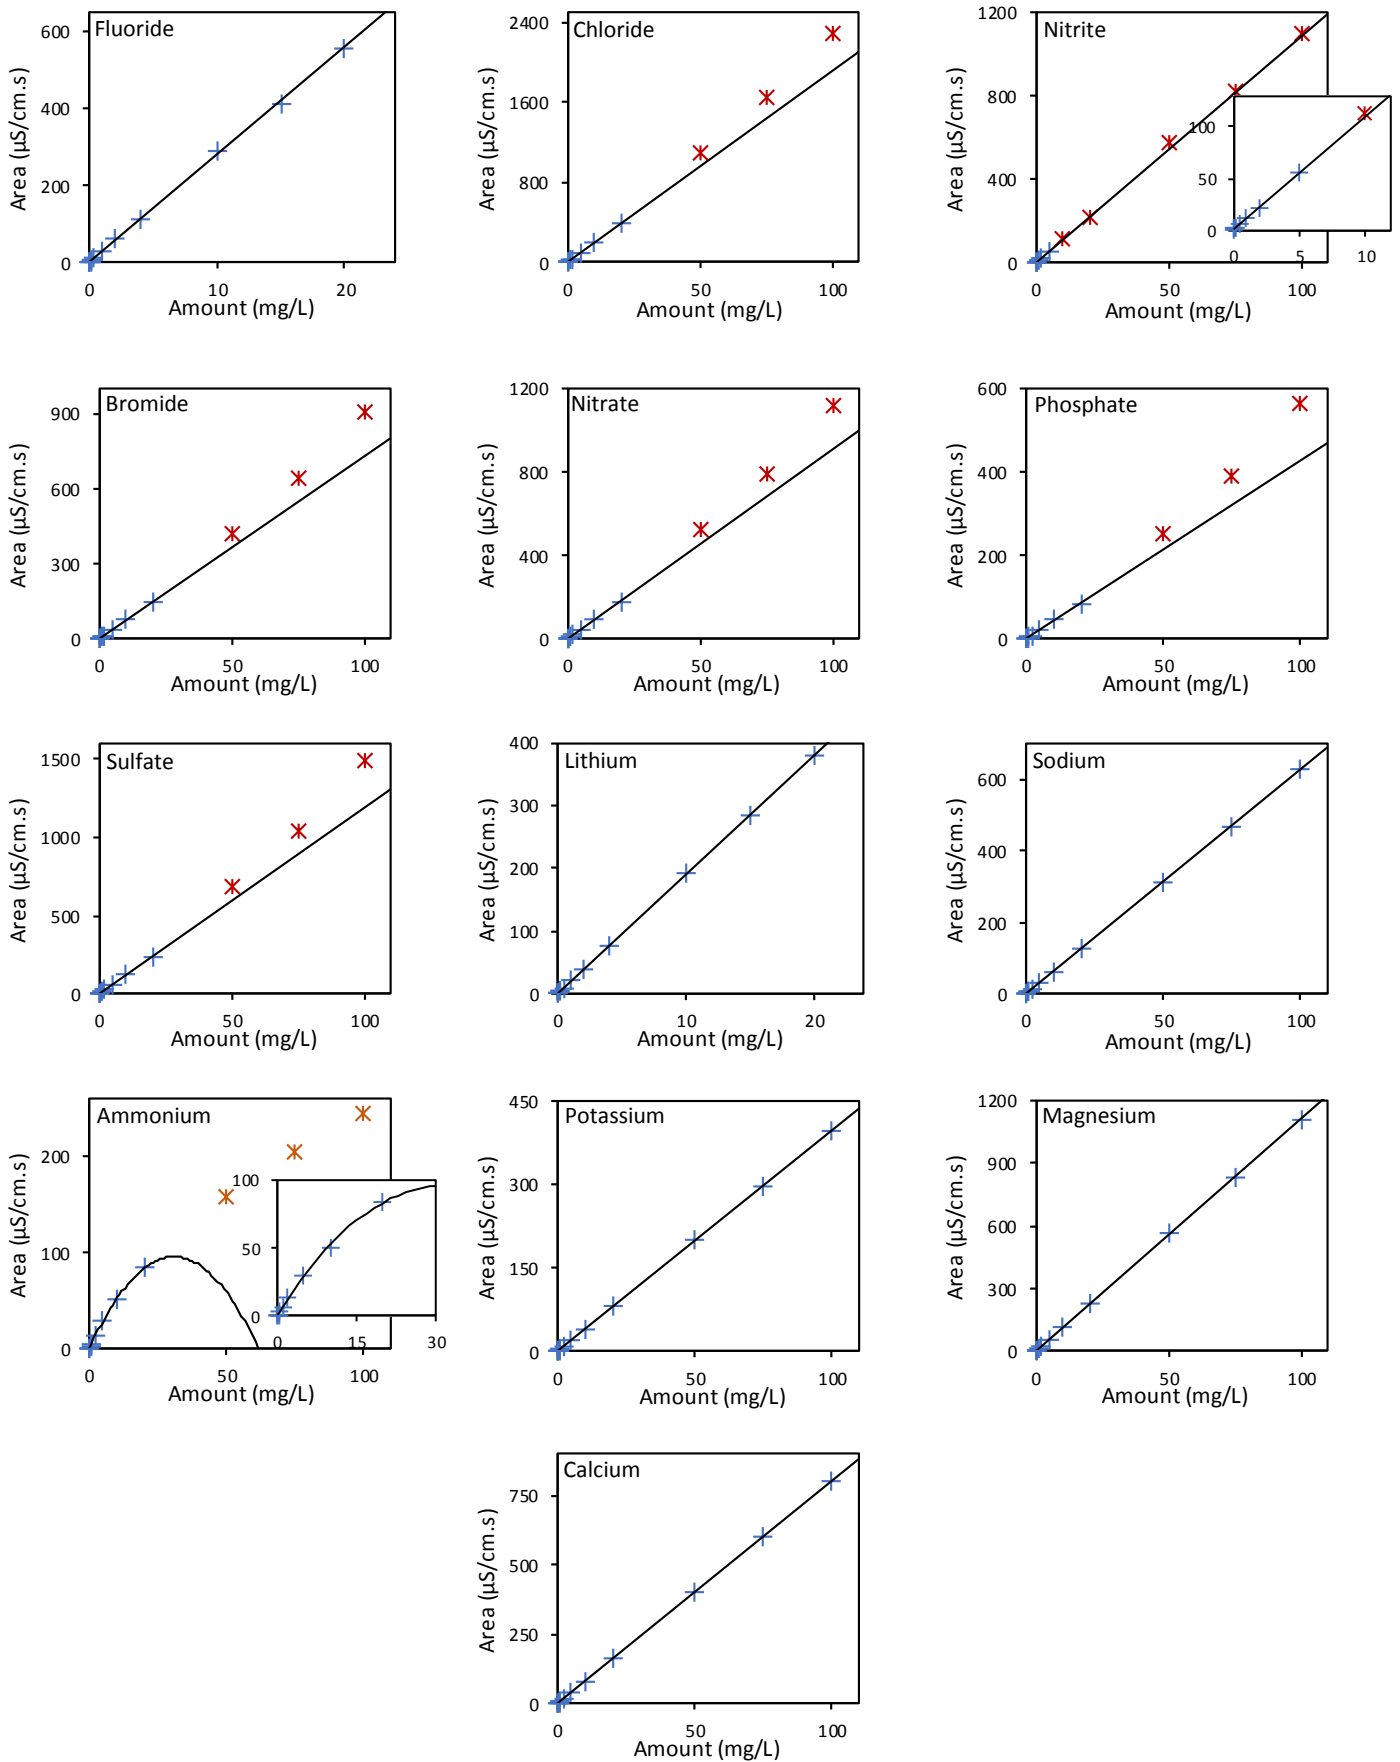 Fluoride
Area (µS/cm.s)
600
400
200
0
0 10 20
Amount (mg/L)
Chloride
Area (µS/cm.s)
2400
1600
800
0
0 50 100
Amount (mg/L)
Nitrite
Area (µS/cm.s)
1200
800
400
0
0 50 100
Amount (mg/L)
100
50
0
0 5 10
Bromide
Area (µS/cm.s)
900
600
300
0
0 50 100
Amount (mg/L)
Nitrate
Area (µS/cm.s)
1200
800
400
0
0 50 100
Amount (mg/L)
Phosphate
Area (µS/cm.s)
600
400
200
0
0 50 100
Amount (mg/L)
Sulfate
Area (µS/cm.s)
1500
1000
500
0
0 50 100
Amount (mg/L)
Lithium
Area (µS/cm.s)
400
300
200
100
0
0 10 20
Amount (mg/L)
Sodium
Area (µS/cm.s)
600
400
200
0
0 50 100
Amount (mg/L)
Ammonium
Area (µS/cm.s)
200
100
0
0 50 100
Amount (mg/L)
100
50
0
0 15 30
Potassium
Area (µS/cm.s)
450
300
150
0
0 50 100
Amount (mg/L)
Magnesium
Area (µS/cm.s)
1200
900
600
300
0
0 50 100
Amount (mg/L)
Calcium
Area (µS/cm.s)
750
500
250
0
0 50 100
Amount (mg/L)